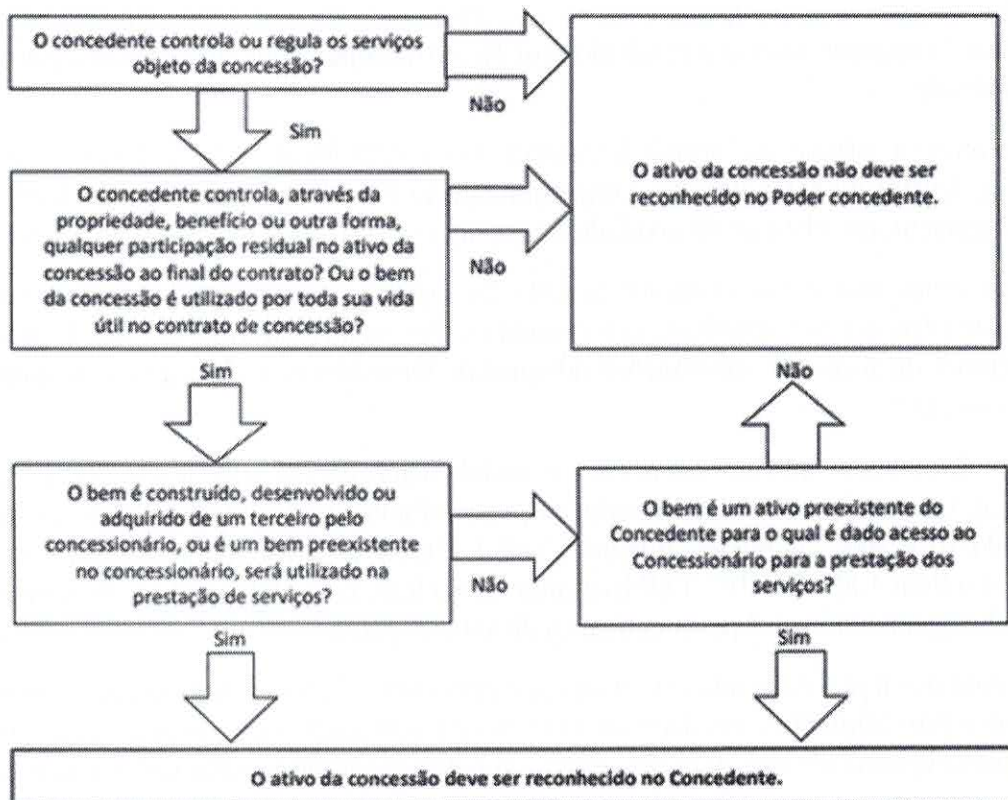 O concedente controla ou regula os serviços
objeto da concessão?
Não
Sim
O ativo da concessão não deve ser
reconhecido no Poder concedente.
O concedente controla, através da
propriedade, benefício ou outra forma,
qualquer participação residual no ativo da
concessão ao final do contrato? Ou o bem
da concessão é utilizado por toda sua vida
útil no contrato de concessão?
Não
Sim
Não
O bem é construído, desenvolvido ou
adquirido de um terceiro pelo
concessionário, ou é um bem preexistente
no concessionário, será utilizado na
prestação de serviços?
Não
O bem é um ativo preexistente do
Concedente para o qual é dado acesso ao
Concessionário para a prestação dos
serviços?
Sim
Sim
O ativo da concessão deve ser reconhecido no Concedente.